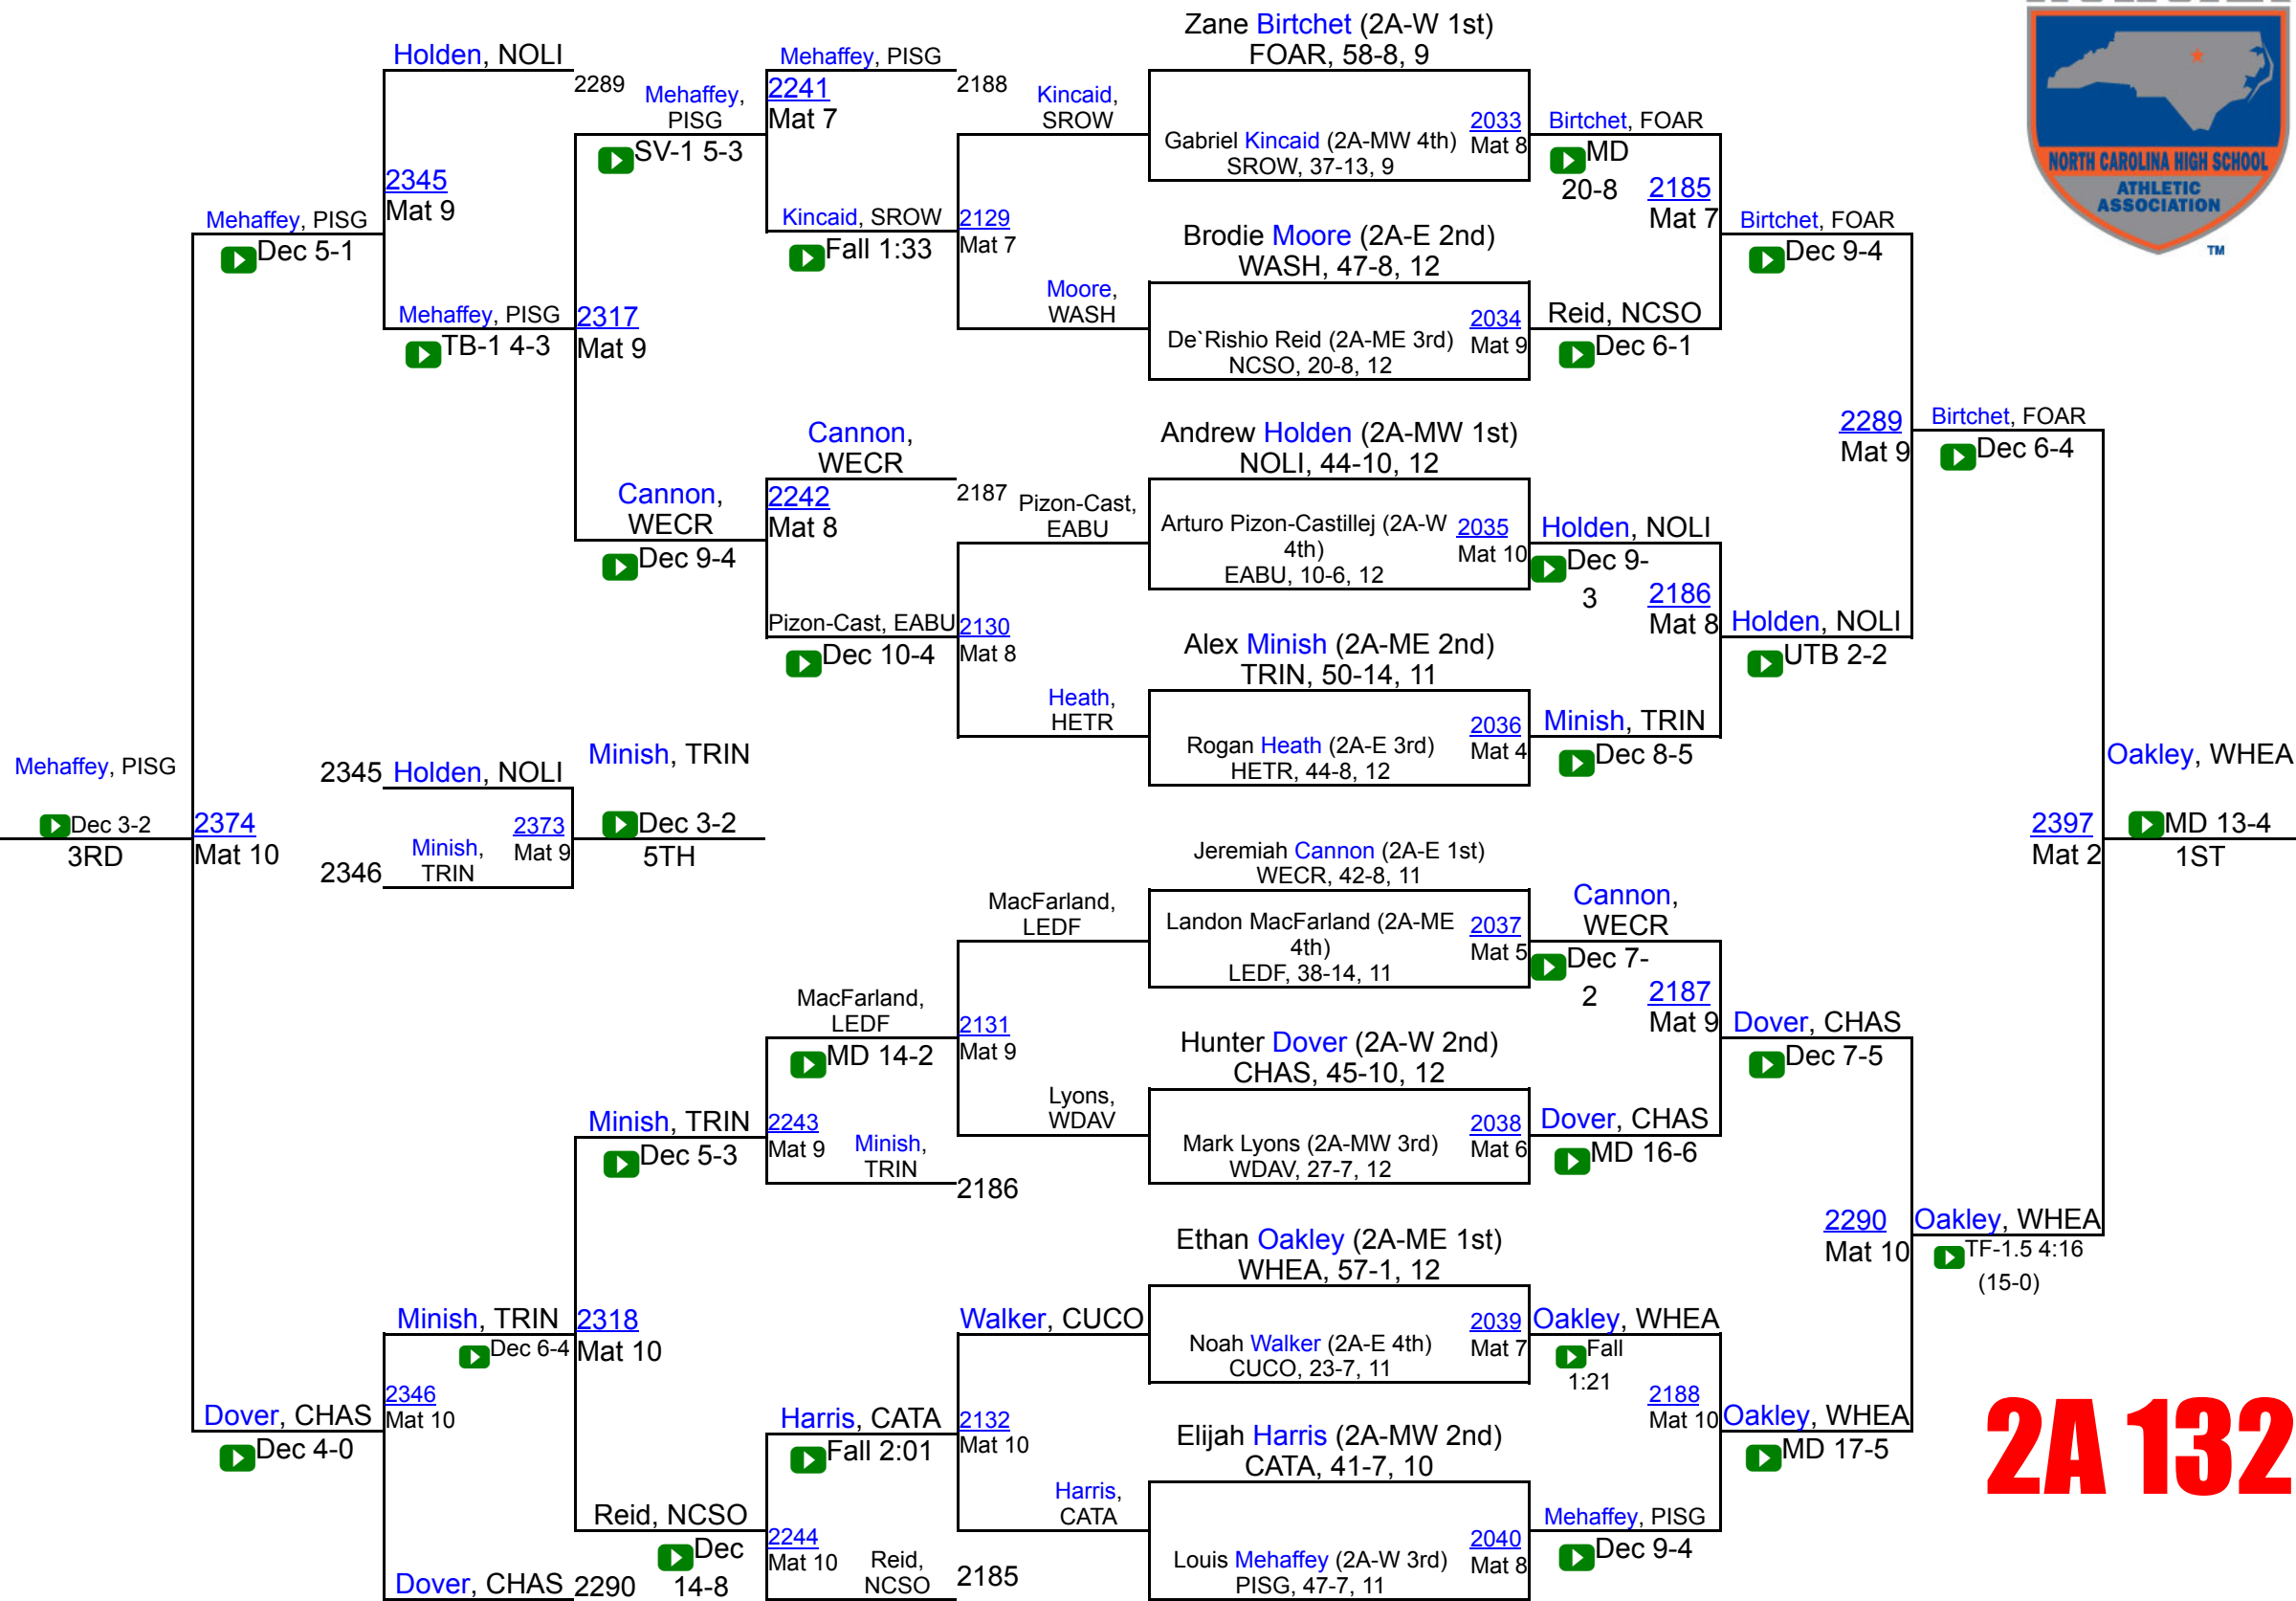 Zane Birtchet (2A-W 1st)
FOAR, 58-8, 9
Gabriel Kincaid (2A-MW 4th)
SROW, 37-13, 9
2033
Mat 8
Brodie Moore (2A-E 2nd)
WASH, 47-8, 12
De`Rishio Reid (2A-ME 3rd)
NCSO, 20-8, 12
2034
Mat 9
Andrew Holden (2A-MW 1st)
NOLI, 44-10, 12
Arturo Pizon-Castillej (2A-W
4th)
EABU, 10-6, 12
2035
Mat 10
Alex Minish (2A-ME 2nd)
TRIN, 50-14, 11
Rogan Heath (2A-E 3rd)
HETR, 44-8, 12
2036
Mat 4
Jeremiah Cannon (2A-E 1st)
WECR, 42-8, 11
Landon MacFarland (2A-ME
4th)
LEDF, 38-14, 11
2037
Mat 5
Hunter Dover (2A-W 2nd)
CHAS, 45-10, 12
Mark Lyons (2A-MW 3rd)
WDAV, 27-7, 12
2038
Mat 6
Ethan Oakley (2A-ME 1st)
WHEA, 57-1, 12
Noah Walker (2A-E 4th)
CUCO, 23-7, 11
2039
Mat 7
Elijah Harris (2A-MW 2nd)
CATA, 41-7, 10
Louis Mehaffey (2A-W 3rd)
PISG, 47-7, 11
2040
Mat 8
Birtchet, FOAR
MD
20-8
2185
Mat 7
Reid, NCSO
Dec 6-1
Holden, NOLI
Dec 9-
3
2186
Mat 8
Minish, TRIN
Dec 8-5
Cannon,
WECR
Dec 7-
2
2187
Mat 9
Dover, CHAS
MD 16-6
Oakley, WHEA
Fall
1:21
2188
Mat 10
Mehaffey, PISG
Dec 9-4
Birtchet, FOAR
Dec 9-4
2289
Mat 9
Holden, NOLI
UTB 2-2
Dover, CHAS
Dec 7-5
2290
Mat 10
Oakley, WHEA
MD 17-5
Birtchet, FOAR
Dec 6-4
2397
Mat 2
Oakley, WHEA
TF-1.5 4:16
(15-0)
Oakley, WHEA
MD 13-4
1ST
Kincaid,
SROW
2129
Mat 7
Moore,
WASH
Pizon-Cast,
EABU
2130
Mat 8
Heath,
HETR
MacFarland,
LEDF
2131
Mat 9
Lyons,
WDAV
Walker, CUCO
2132
Mat 10
Harris,
CATA
Mehaffey, PISG
2188
2241
Mat 7
Kincaid, SROW
Fall 1:33
Cannon,
WECR
2187
2242
Mat 8
Pizon-Cast, EABU
Dec 10-4
MacFarland,
LEDF
MD 14-2
2243
Mat 9
Minish,
TRIN
2186
Harris, CATA
Fall 2:01
2244
Mat 10
Reid,
NCSO
2185
Mehaffey,
PISG
SV-1 5-3
2317
Mat 9
Cannon,
WECR
Dec 9-4
Minish, TRIN
Dec 5-3
2318
Mat 10
Reid, NCSO
Dec
14-8
Holden, NOLI
2289
2345
Mat 9
Mehaffey, PISG
TB-1 4-3
Minish, TRIN
Dec 6-4
2346
Mat 10
Dover, CHAS 2290
Mehaffey, PISG
Dec 5-1
2374
Mat 10
Dover, CHAS
Dec 4-0
Mehaffey, PISG
Dec 3-2
3RD
2345 Holden, NOLI
2373
Mat 9
2346
Minish,
TRIN
Minish, TRIN
Dec 3-2
5TH
NORTH CAROLINA HIGH SCHOOL
ATHLETIC
ASSOCIATION
TM
2A 132